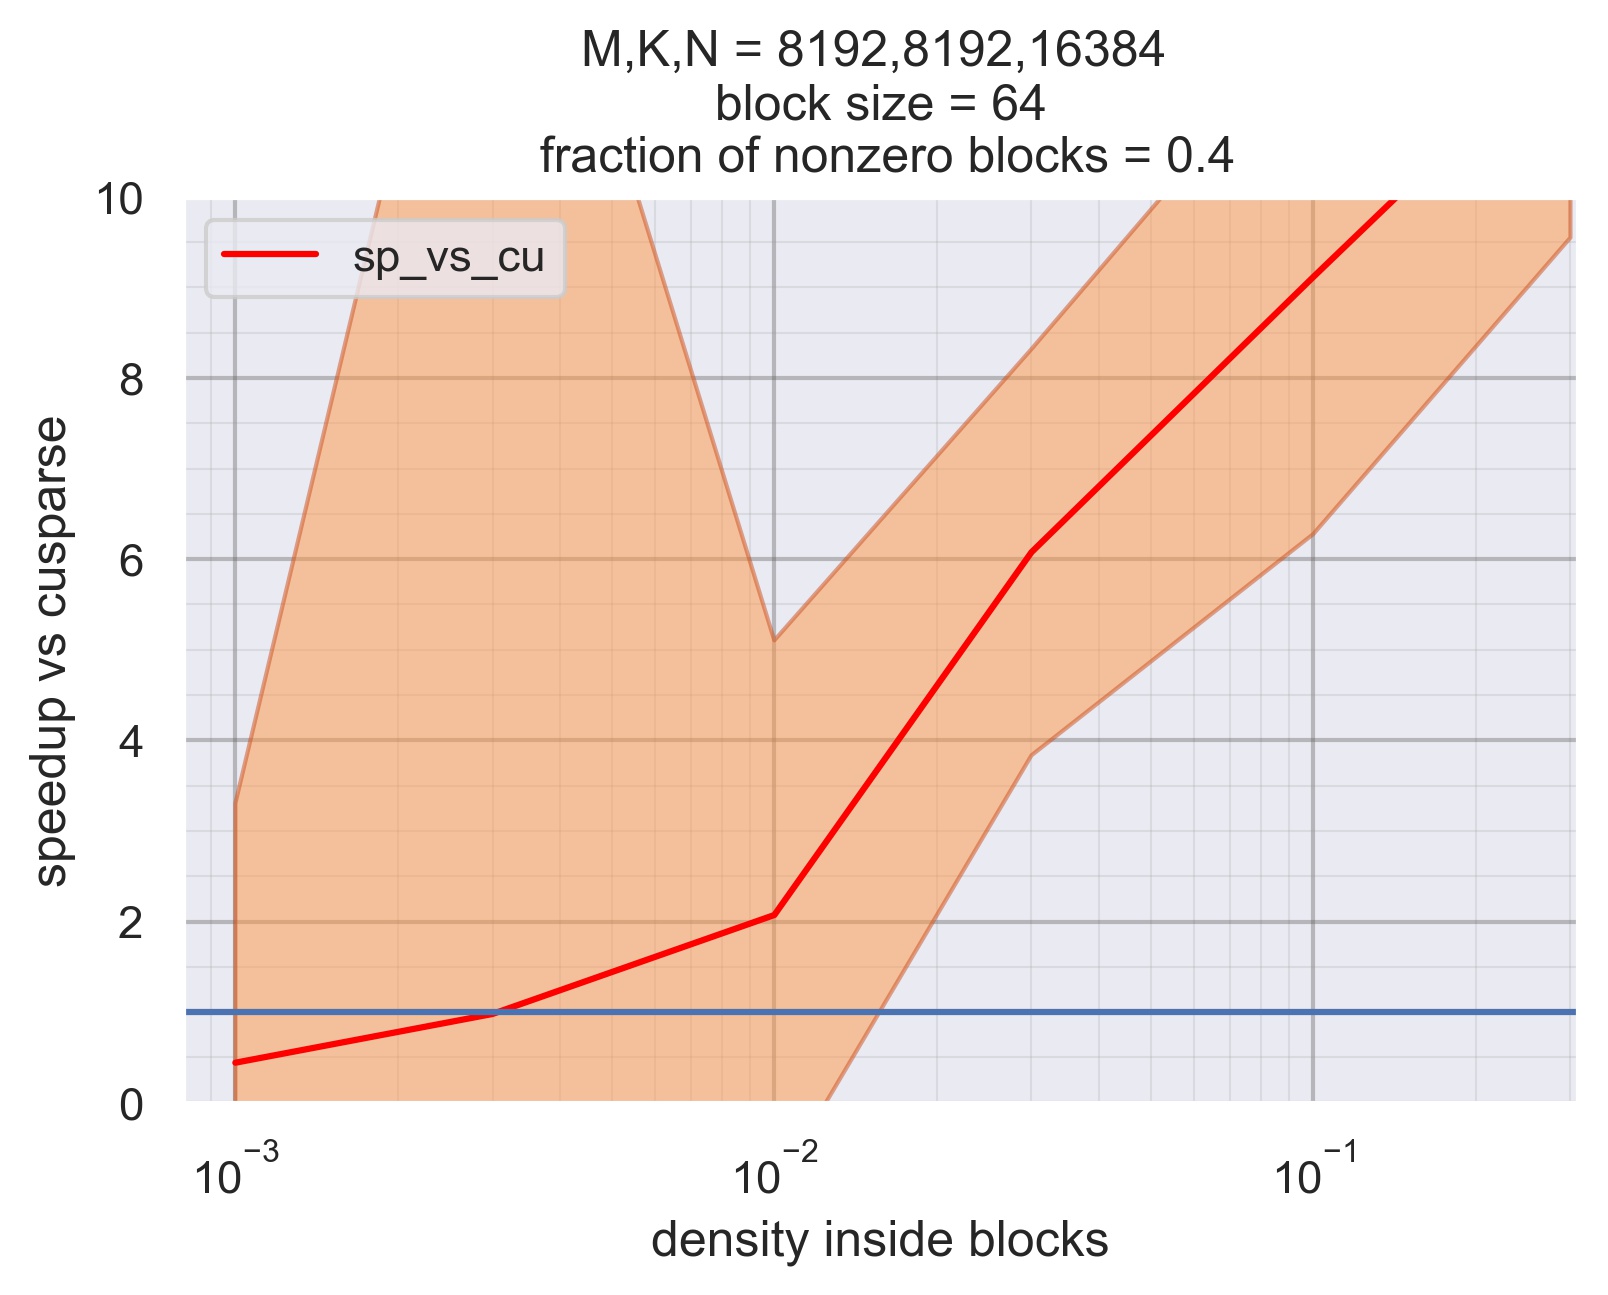 M,K,N = 8192,8192,16384
block size = 64
fraction of nonzero blocks = 0.4
sp_vs_cu
speedup vs cusparse
10
8
6
4
2
0
10⁻³
10⁻²
10⁻¹
density inside blocks